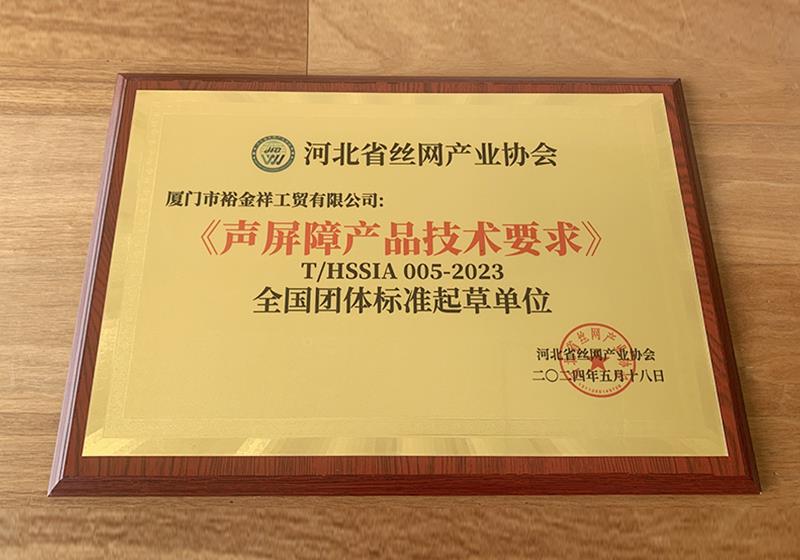 河北省丝网产业协会
厦门市裕金祥工贸有限公司:
《声屏障产品技术要求》
T/HSSIA 005-2023
全国团体标准起草单位
河北省丝网产业协会
二〇二四年五月十八日